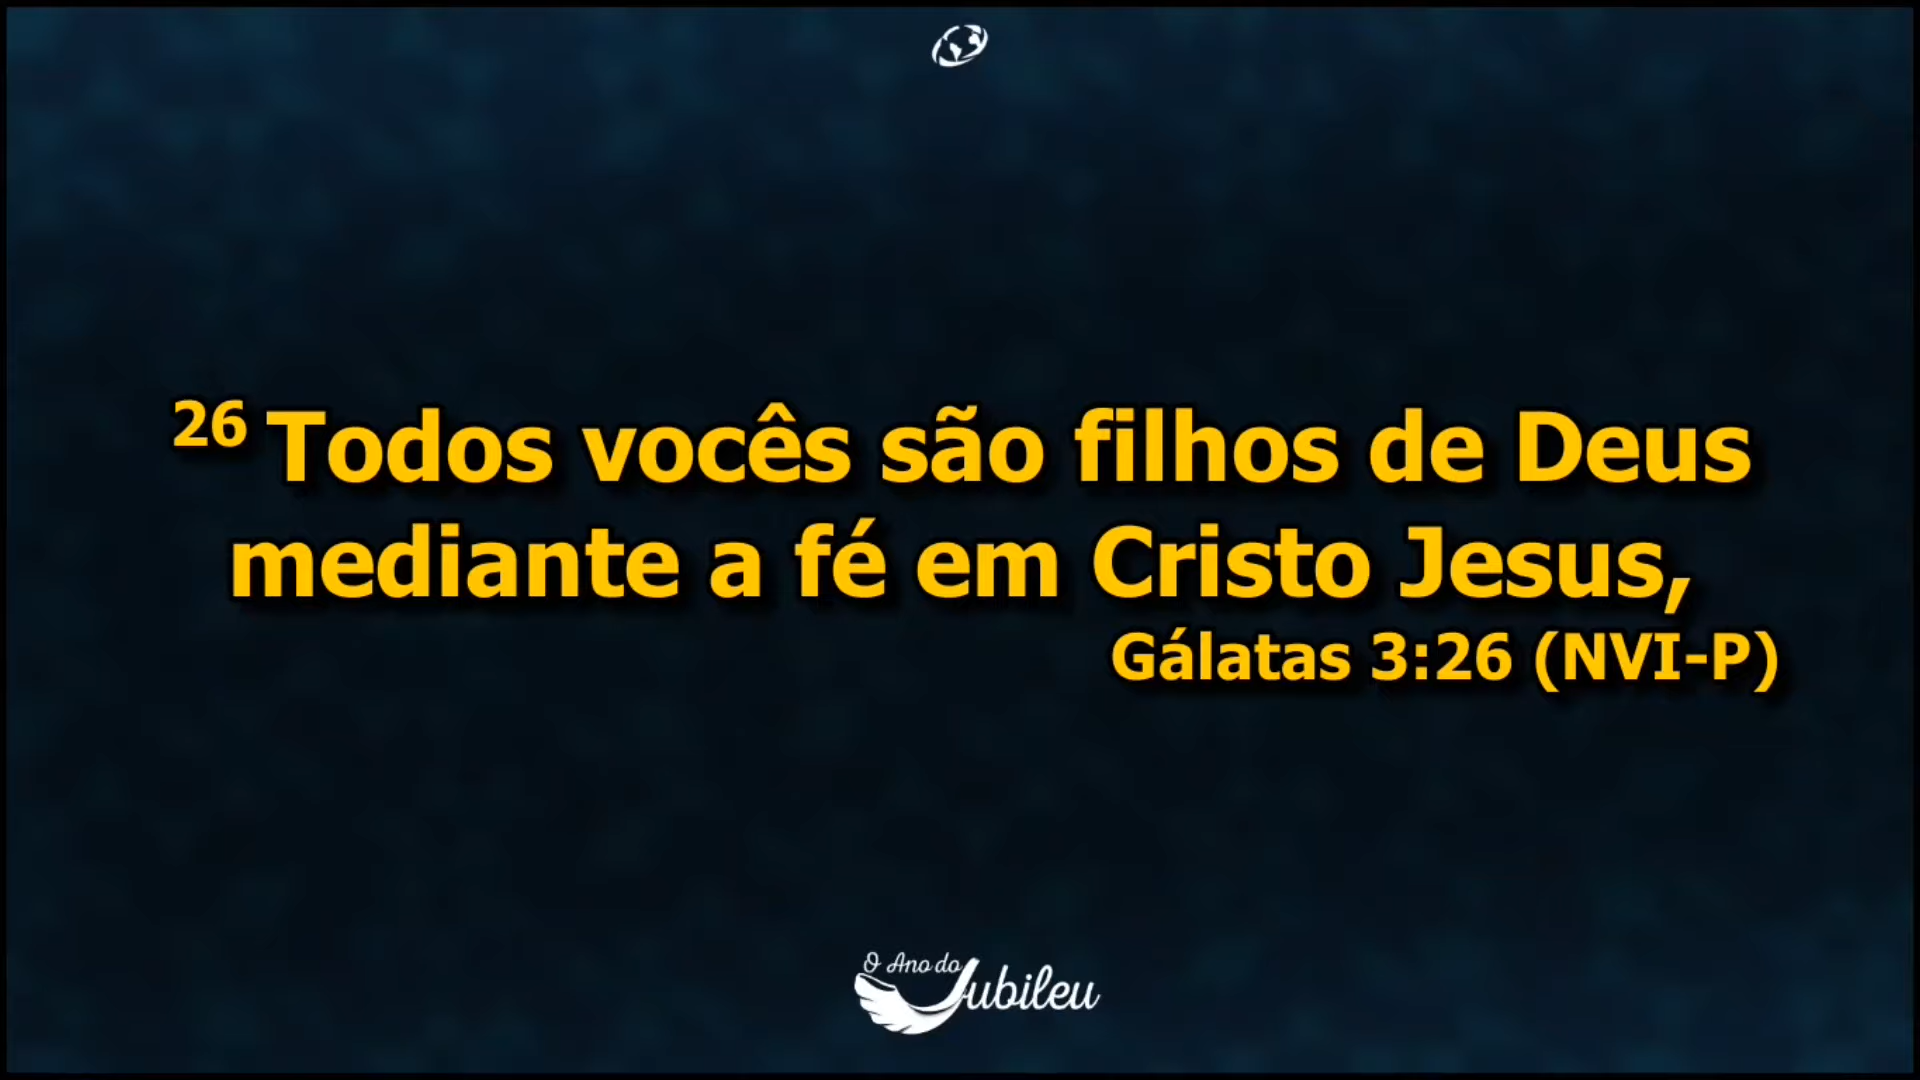 26 Todos vocês são filhos de Deus
mediante a fé em Cristo Jesus,
Gálatas 3:26 (NVI-P)
O Ano do
Jubileu